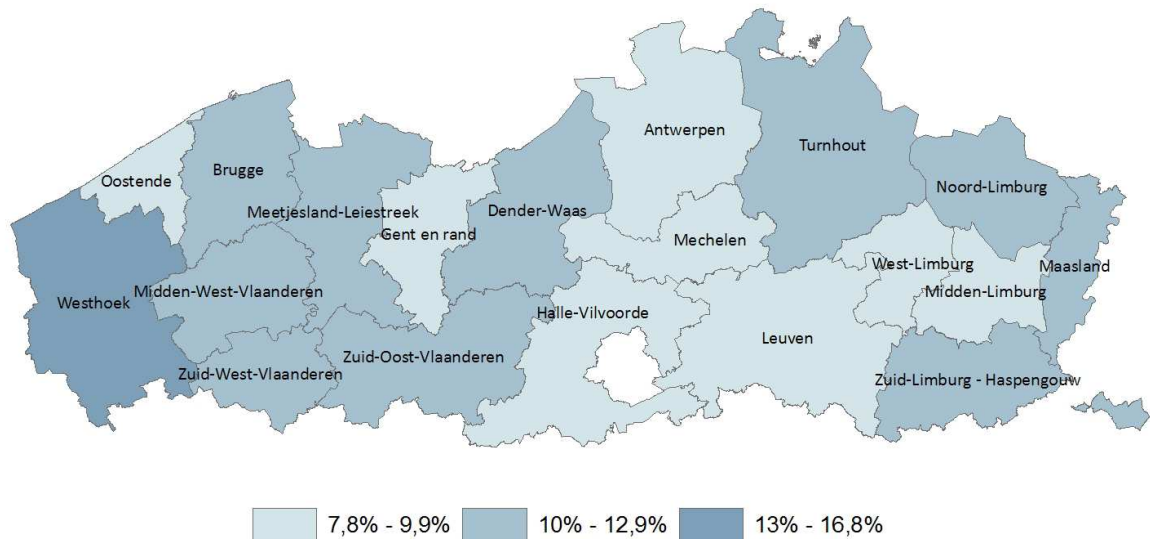 Antwerpen
Turnhout
Brugge
Oostende
Noord-Limburg
Meetjesland-Leiestreek
Dender-Waas
Gent en rand
Mechelen
West-Limburg
Maasland
Midden-West-Vlaanderen
Midden-Limburg
Westhoek
Halle-Vilvoorde
Leuven
Zuid-Oost-Vlaanderen
Zuid-West-Vlaanderen
Zuid-Limburg - Haspengouw
7,8% - 9,9%
10% - 12,9%
13% - 16,8%